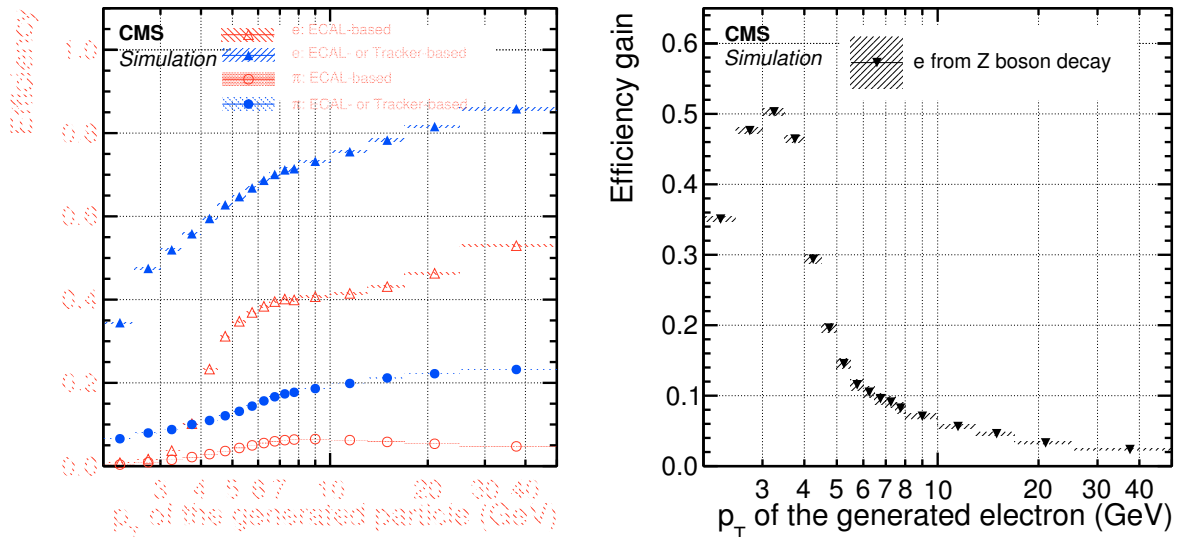 Efficiency
CMS
Simulation
e: ECAL-based
e: ECAL- or Tracker-based
π: ECAL-based
π: ECAL- or Tracker-based
1.0
0.8
0.6
0.4
0.2
0.0
3 4 5 6 7 10 20 30 40
p_T of the generated particle (GeV)
Efficiency gain
CMS
Simulation
e from Z boson decay
0.6
0.5
0.4
0.3
0.2
0.1
0.0
3 4 5 6 7 8 10 20 30 40
p_T of the generated electron (GeV)